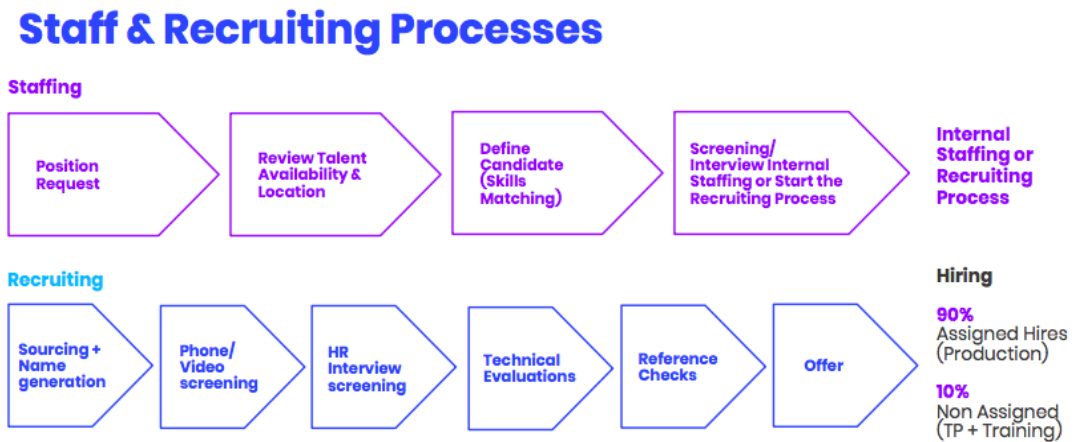 Staff & Recruiting Processes
Staffing
Position
Request
Review Talent
Availability &
Location
Define
Candidate
(Skills
Matching)
Screening/
Interview Internal
Staffing or Start the
Recruiting Process
Internal
Staffing or
Recruiting
Process
Recruiting
Sourcing +
Name
generation
Phone/
Video
screening
HR
Interview
screening
Technical
Evaluations
Reference
Checks
Offer
Hiring
90%
Assigned Hires
(Production)
10%
Non Assigned
(TP + Training)